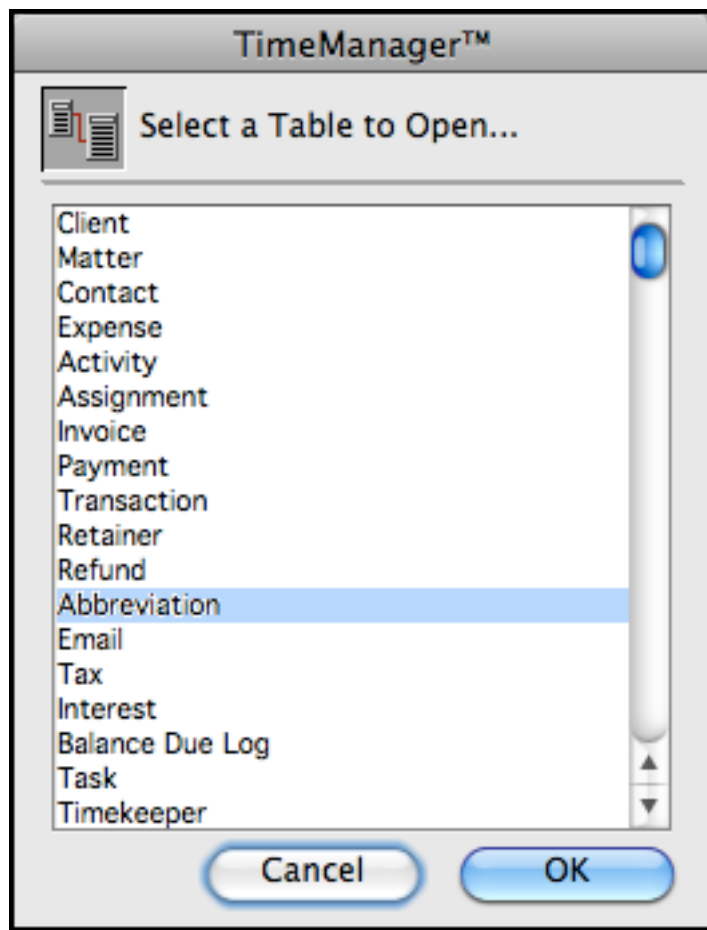 TimeManager™
Select a Table to Open...
Client
Matter
Contact
Expense
Activity
Assignment
Invoice
Payment
Transaction
Retainer
Refund
Abbreviation
Email
Tax
Interest
Balance Due Log
Task
Timekeeper
Cancel OK